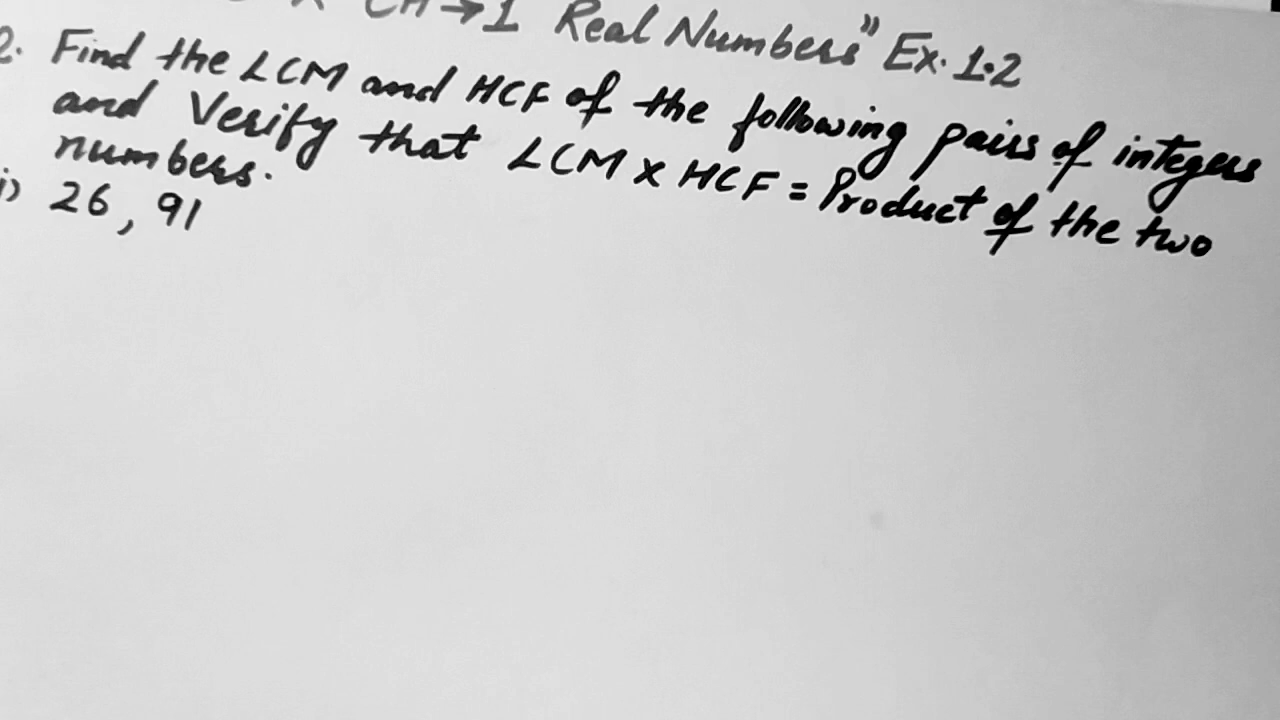 CH→1 Real Numbers" Ex. 1.2
2. Find the LCM and HCF of the following pairs of integers
and Verify that LCM x HCF = Product of the two
numbers.
i) 26, 91